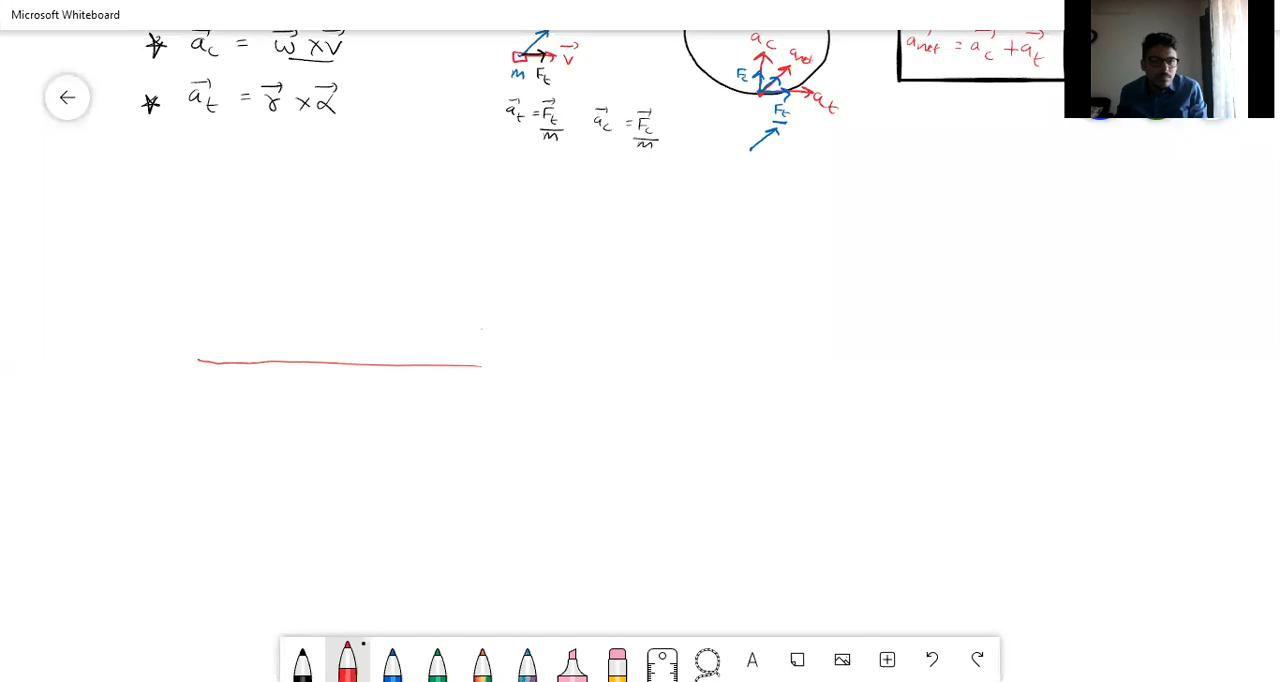 Microsoft Whiteboard
* a⃗c = ω⃗ × v⃗
* a⃗t = r⃗ × α⃗
m Ft v⃗
a⃗t = F⃗t/m a⃗c = F⃗c/m
ac
Fc anet
at
Ft
a⃗net = a⃗c + a⃗t
A